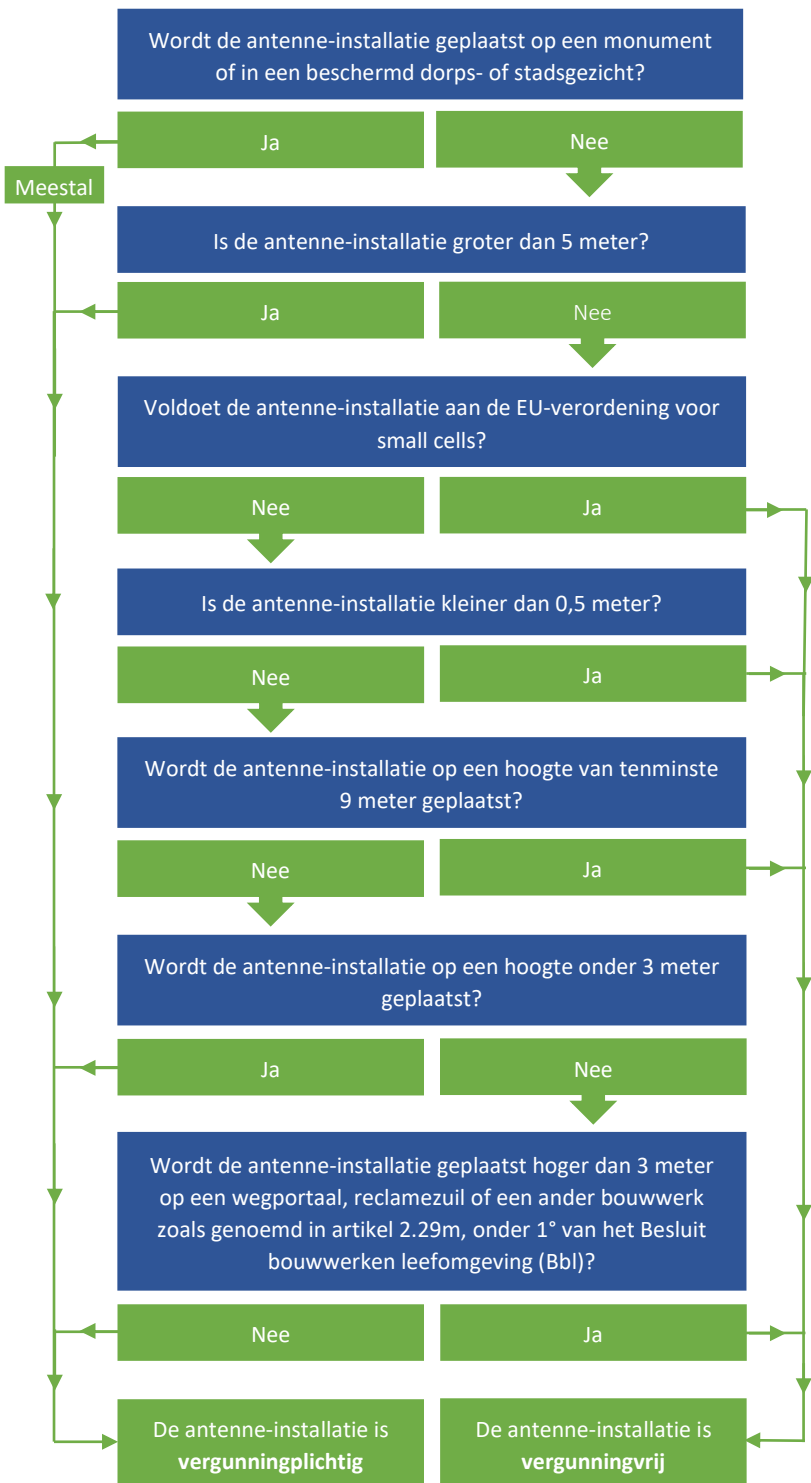 Wordt de antenne-installatie geplaatst op een monument
of in een beschermd dorps- of stadsgezicht?
Ja
Nee
Meestal
Is de antenne-installatie groter dan 5 meter?
Ja
Nee
Voldoet de antenne-installatie aan de EU-verordening voor
small cells?
Nee
Ja
Is de antenne-installatie kleiner dan 0,5 meter?
Nee
Ja
Wordt de antenne-installatie op een hoogte van tenminste
9 meter geplaatst?
Nee
Ja
Wordt de antenne-installatie op een hoogte onder 3 meter
geplaatst?
Ja
Nee
Wordt de antenne-installatie geplaatst hoger dan 3 meter
op een wegportaal, reclamezuil of een ander bouwwerk
zoals genoemd in artikel 2.29m, onder 1° van het Besluit
bouwwerken leefomgeving (Bbl)?
Nee
Ja
De antenne-installatie is
vergunningplichtig
De antenne-installatie is
vergunningvrij